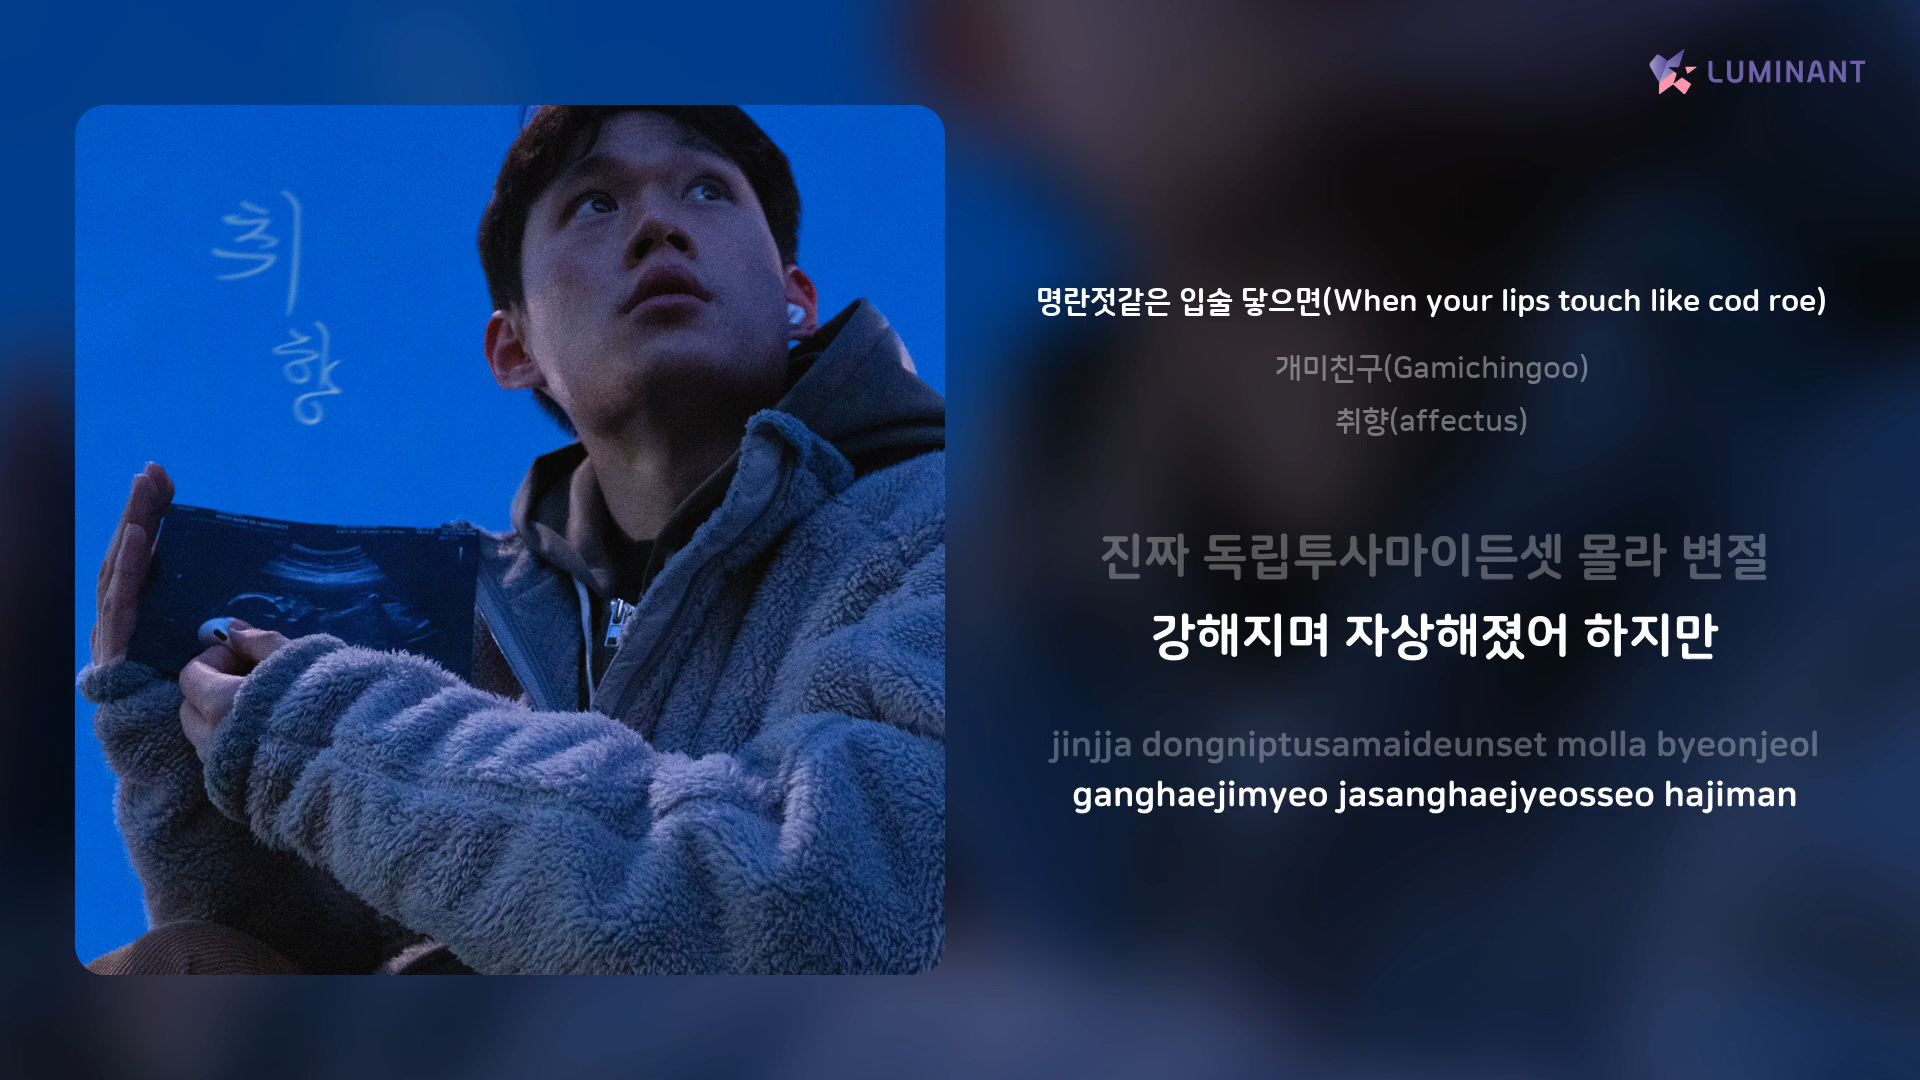 LUMINANT
취향
명란젓같은 입술 닿으면(When your lips touch like cod roe)
개미친구(Gamichingoo)
취향(affectus)
진짜 독립투사마이든셋 몰라 변절
강해지며 자상해졌어 하지만
jinjja dongniptusamaideunset molla byeonjeol
ganghaejimyeo jasanghaejyeosseo hajiman